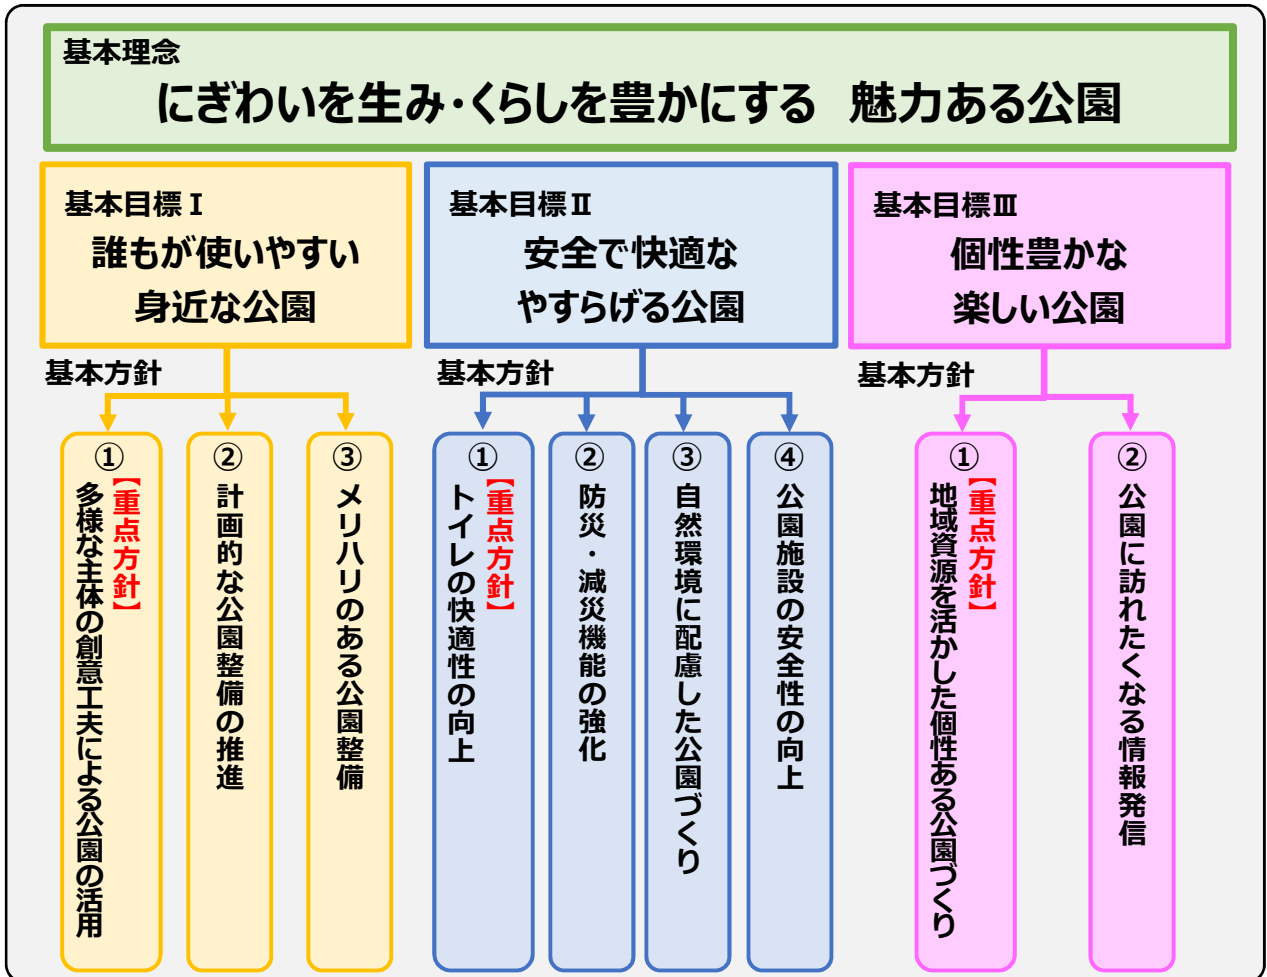 基本理念
にぎわいを生み・くらしを豊かにする 魅力ある公園
基本目標Ⅰ
誰もが使いやすい
身近な公園
基本方針
①
【重点方針】
多様な主体の創意工夫による公園の活用
②
計画的な公園整備の推進
③
メリハリのある公園整備
基本目標Ⅱ
安全で快適な
やすらげる公園
基本方針
①
【重点方針】
トイレの快適性の向上
②
防災・減災機能の強化
③
自然環境に配慮した公園づくり
④
公園施設の安全性の向上
基本目標Ⅲ
個性豊かな
楽しい公園
基本方針
①
【重点方針】
地域資源を活かした個性ある公園づくり
②
公園に訪れたくなる情報発信